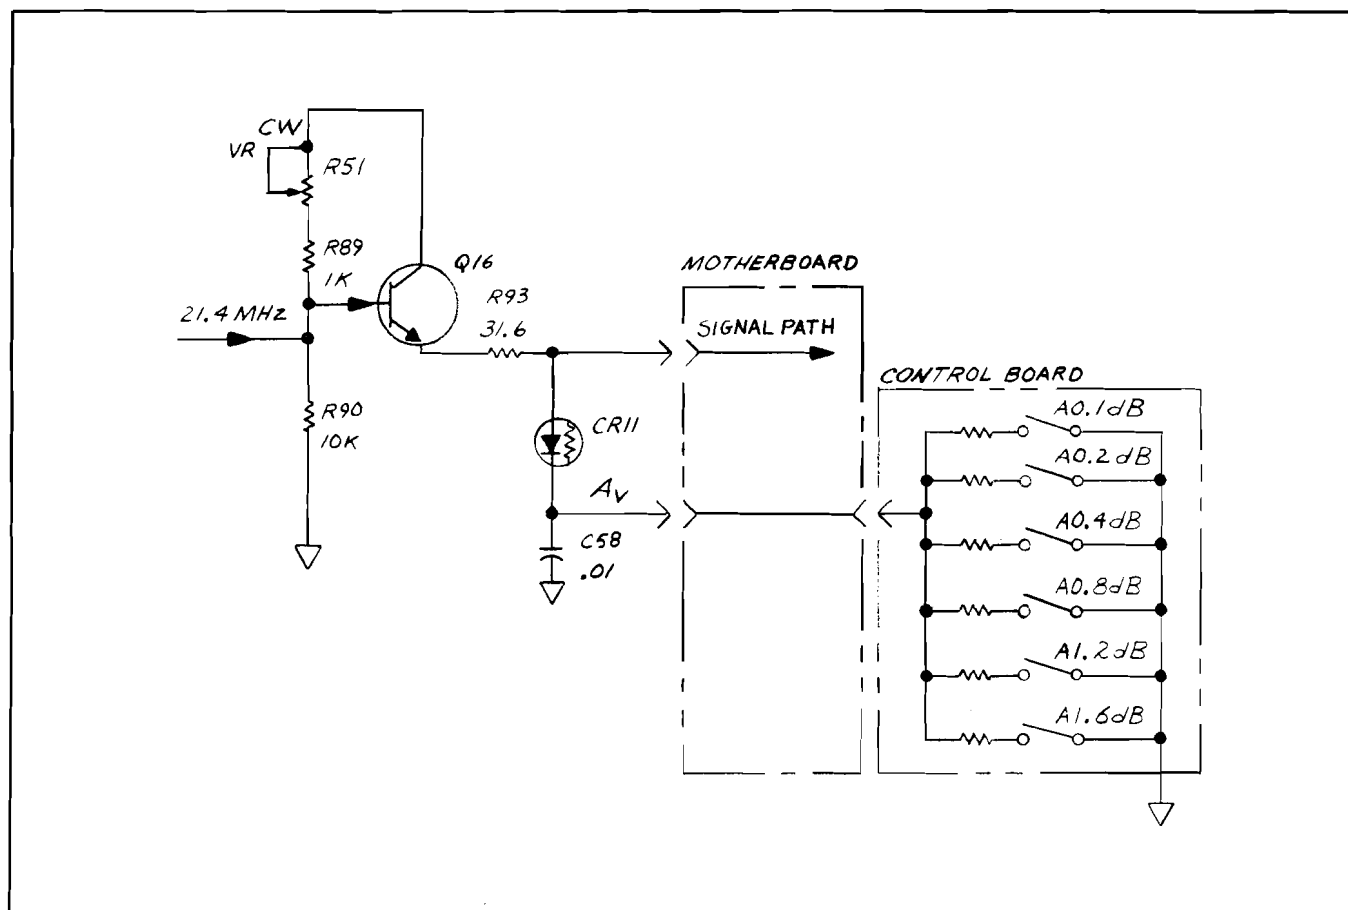 CW
VR
R51
R89
1K
Q16
21.4 MHz
R93
31.6
R90
10K
CR11
Av
C58
.01
MOTHERBOARD
SIGNAL PATH
CONTROL BOARD
A0.1dB
A0.2dB
A0.4dB
A0.8dB
A1.2dB
A1.6dB